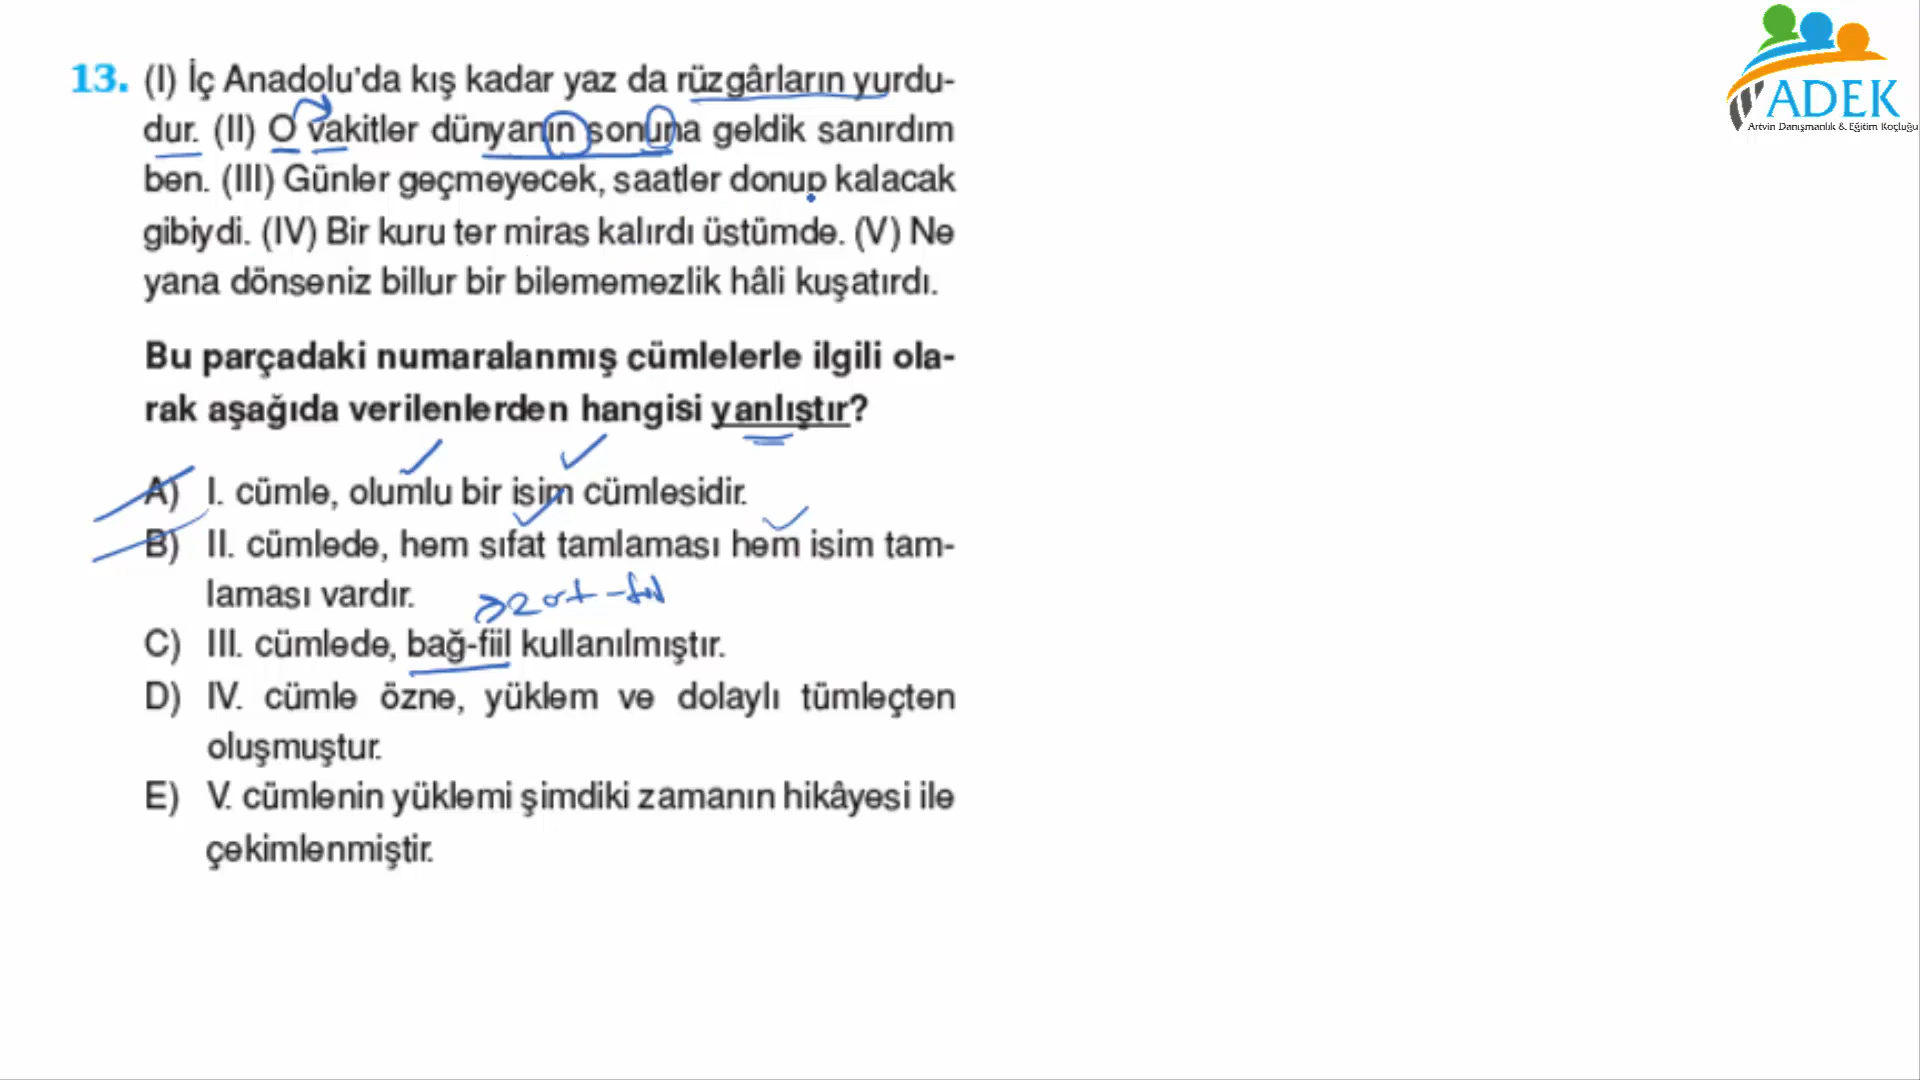 ADEK
Artvin Danışmanlık & Eğitim Koçluğu
13. (I) İç Anadolu'da kış kadar yaz da rüzgârların yurdu-
dur. (II) O vakitler dünyanın sonuna geldik sanırdım
ben. (III) Günler geçmeyecek, saatler donup kalacak
gibiydi. (IV) Bir kuru ter miras kalırdı üstümde. (V) Ne
yana dönseniz billur bir bilememezlik hâli kuşatırdı.
Bu parçadaki numaralanmış cümlelerle ilgili ola-
rak aşağıda verilenlerden hangisi yanlıştır?
A) I. cümle, olumlu bir isim cümlesidir.
B) II. cümlede, hem sıfat tamlaması hem isim tam-
laması vardır.
C) III. cümlede, bağ-fiil kullanılmıştır.
D) IV. cümle özne, yüklem ve dolaylı tümleçten
oluşmuştur.
E) V. cümlenin yüklemi şimdiki zamanın hikâyesi ile
çekimlenmiştir.